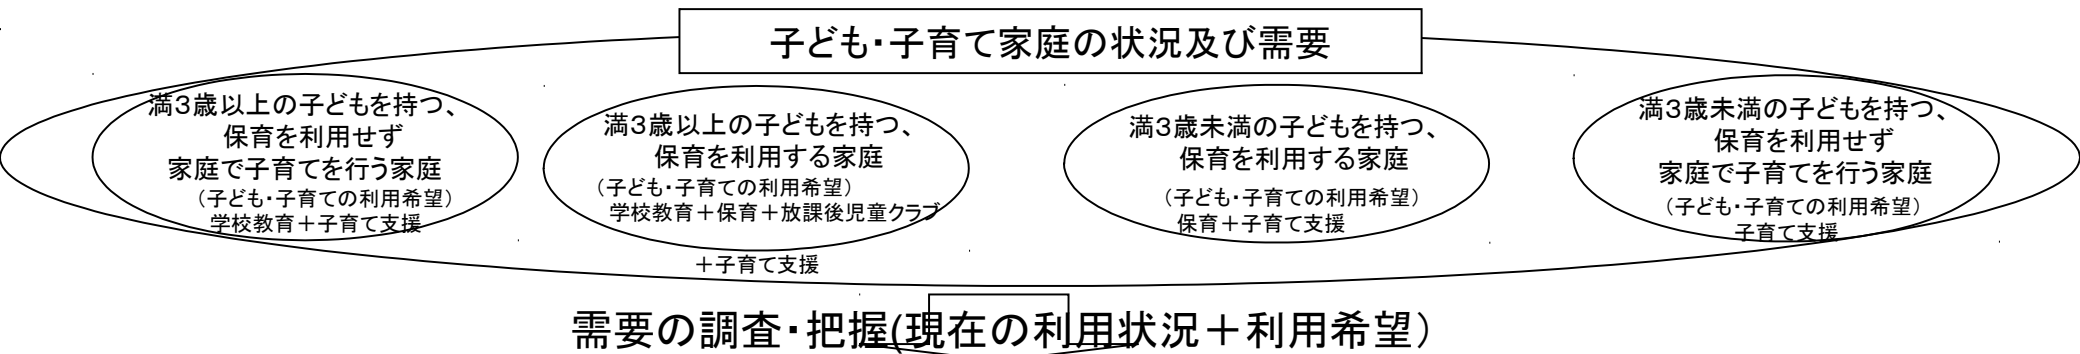 子ども・子育て家庭の状況及び需要
満３歳以上の子どもを持つ、
保育を利用せず
家庭で子育てを行う家庭
（子ども・子育ての利用希望）
学校教育＋子育て支援
満３歳以上の子どもを持つ、
保育を利用する家庭
（子ども・子育ての利用希望）
学校教育＋保育＋放課後児童クラブ
＋子育て支援
満３歳未満の子どもを持つ、
保育を利用する家庭
（子ども・子育ての利用希望）
保育＋子育て支援
満３歳未満の子どもを持つ、
保育を利用せず
家庭で子育てを行う家庭
（子ども・子育ての利用希望）
子育て支援
需要の調査・把握(現在の利用状況＋利用希望）